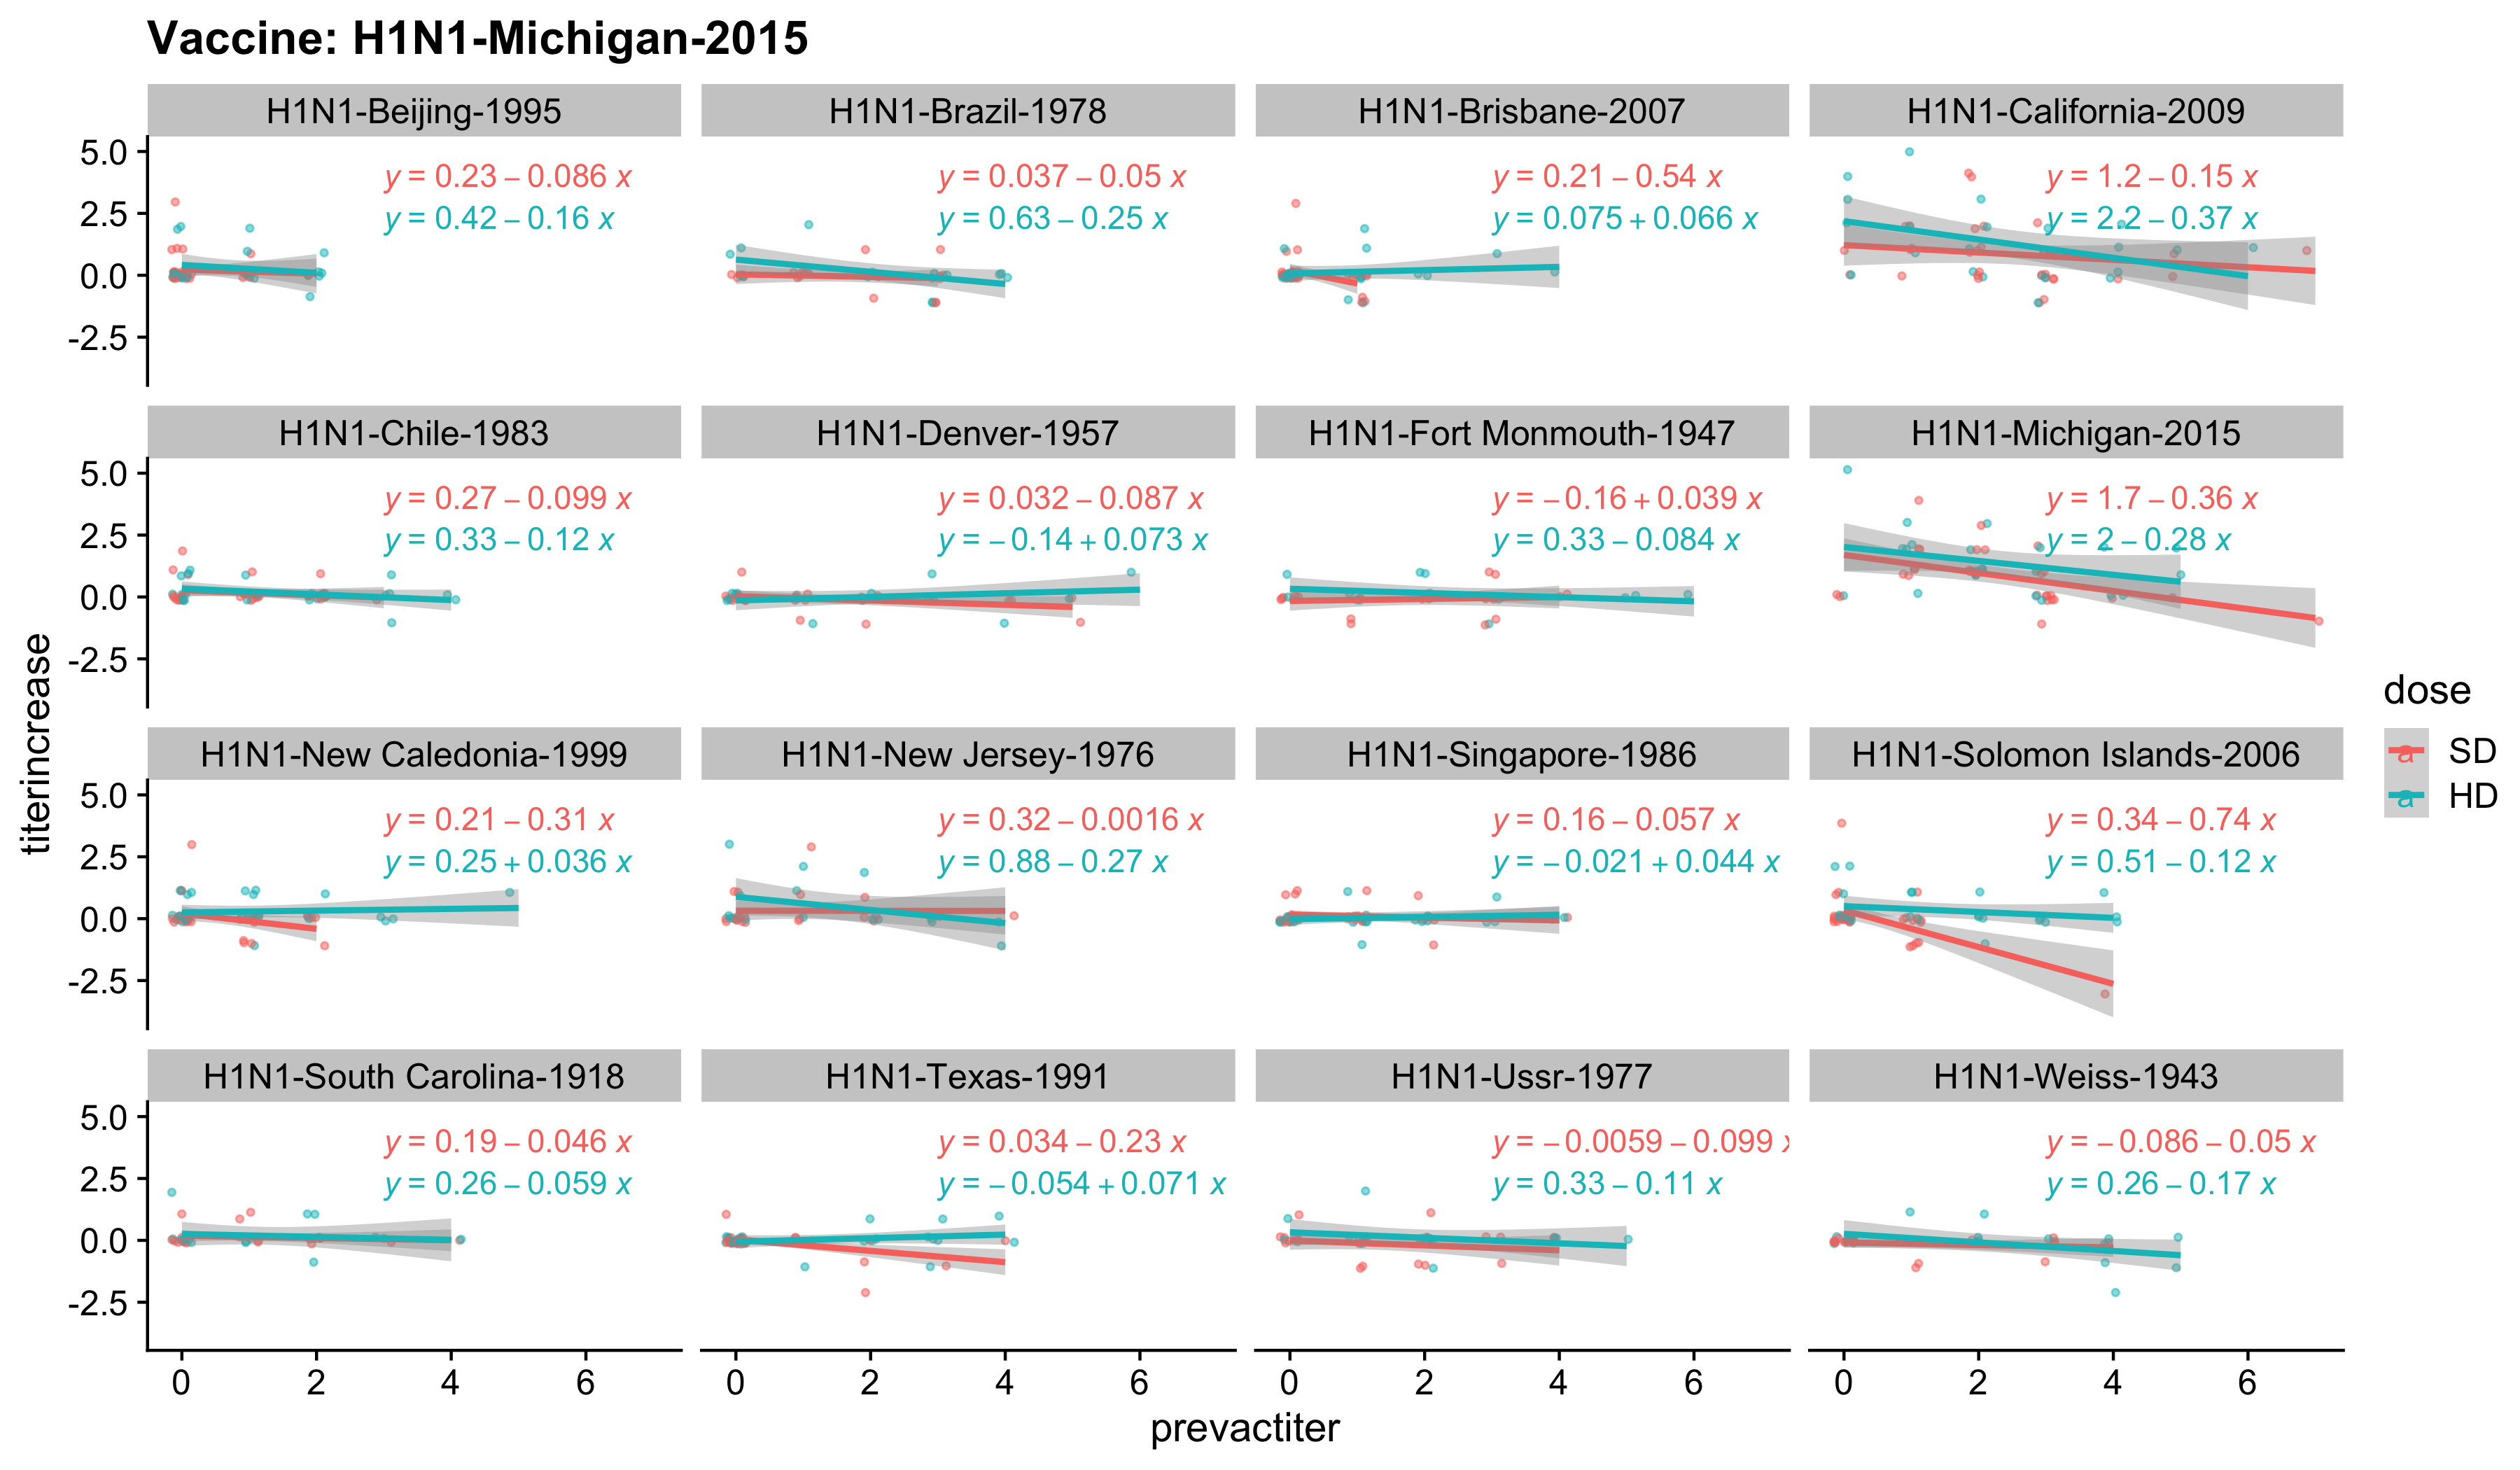 Vaccine: H1N1-Michigan-2015
H1N1-Beijing-1995
H1N1-Brazil-1978
H1N1-Brisbane-2007
H1N1-California-2009
5.0
2.5
0.0
-2.5
y = 0.23 – 0.086 x
y = 0.42 – 0.16 x
y = 0.037 – 0.05 x
y = 0.63 – 0.25 x
y = 0.21 – 0.54 x
y = 0.075 + 0.066 x
y = 1.2 – 0.15 x
y = 2.2 – 0.37 x
H1N1-Chile-1983
H1N1-Denver-1957
H1N1-Fort Monmouth-1947
H1N1-Michigan-2015
5.0
2.5
0.0
-2.5
y = 0.27 – 0.099 x
y = 0.33 – 0.12 x
y = 0.032 – 0.087 x
y = – 0.14 + 0.073 x
y = – 0.16 + 0.039 x
y = 0.33 – 0.084 x
y = 1.7 – 0.36 x
y = 2 – 0.28 x
H1N1-New Caledonia-1999
H1N1-New Jersey-1976
H1N1-Singapore-1986
H1N1-Solomon Islands-2006
5.0
2.5
0.0
-2.5
y = 0.21 – 0.31 x
y = 0.25 + 0.036 x
y = 0.32 – 0.0016 x
y = 0.88 – 0.27 x
y = 0.16 – 0.057 x
y = – 0.021 + 0.044 x
y = 0.34 – 0.74 x
y = 0.51 – 0.12 x
H1N1-South Carolina-1918
H1N1-Texas-1991
H1N1-Ussr-1977
H1N1-Weiss-1943
5.0
2.5
0.0
-2.5
y = 0.19 – 0.046 x
y = 0.26 – 0.059 x
y = 0.034 – 0.23 x
y = – 0.054 + 0.071 x
y = – 0.0059 – 0.099 x
y = 0.33 – 0.11 x
y = – 0.086 – 0.05 x
y = 0.26 – 0.17 x
0 2 4 6
0 2 4 6
0 2 4 6
0 2 4 6
prevactiter
titerincrease
dose
a SD
a HD